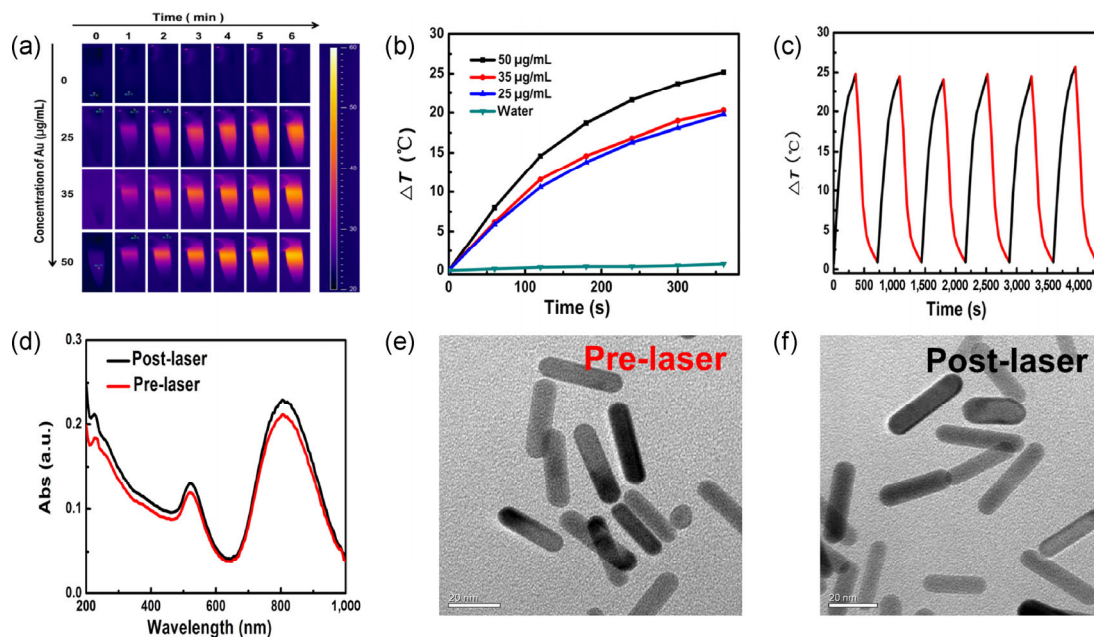 (a)
Time ( min )
0 1 2 3 4 5 6
Concentration of Au (µg/mL)
0
25
35
50
60
50
40
30
20
(b)
30
25
20
15
10
5
0
△T (℃)
50 µg/mL
35 µg/mL
25 µg/mL
Water
0 100 200 300
Time (s)
(c)
30
25
20
15
10
5
0
△T (℃)
0 500 1,000 1,500 2,000 2,500 3,000 3,500 4,000
Time (s)
(d)
0.3
0.2
0.1
0.0
Abs (a.u.)
Post-laser
Pre-laser
200 400 600 800 1,000
Wavelength (nm)
(e)
Pre-laser
20 nm
(f)
Post-laser
20 nm